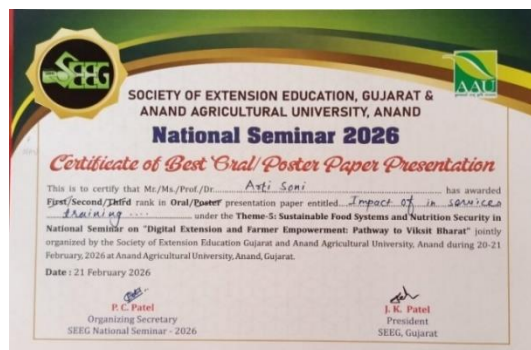 SEEG
AAU
SOCIETY OF EXTENSION EDUCATION, GUJARAT &
ANAND AGRICULTURAL UNIVERSITY, ANAND
National Seminar 2026
Certificate of Best Oral/Poster Paper Presentation
This is to certify that Mr./Ms./Prof./Dr. Arti Soni has awarded
First/Second/Third rank in Oral/Poster presentation paper entitled Impact of in services
training .... under the Theme-5: Sustainable Food Systems and Nutrition Security in
National Seminar on "Digital Extension and Farmer Empowerment: Pathway to Viksit Bharat" jointly
organized by the Society of Extension Education Gujarat and Anand Agricultural University, Anand during 20-21
February, 2026 at Anand Agricultural University, Anand, Gujarat.
Date : 21 February 2026
P. C. Patel
Organizing Secretary
SEEG National Seminar - 2026
J. K. Patel
President
SEEG, Gujarat